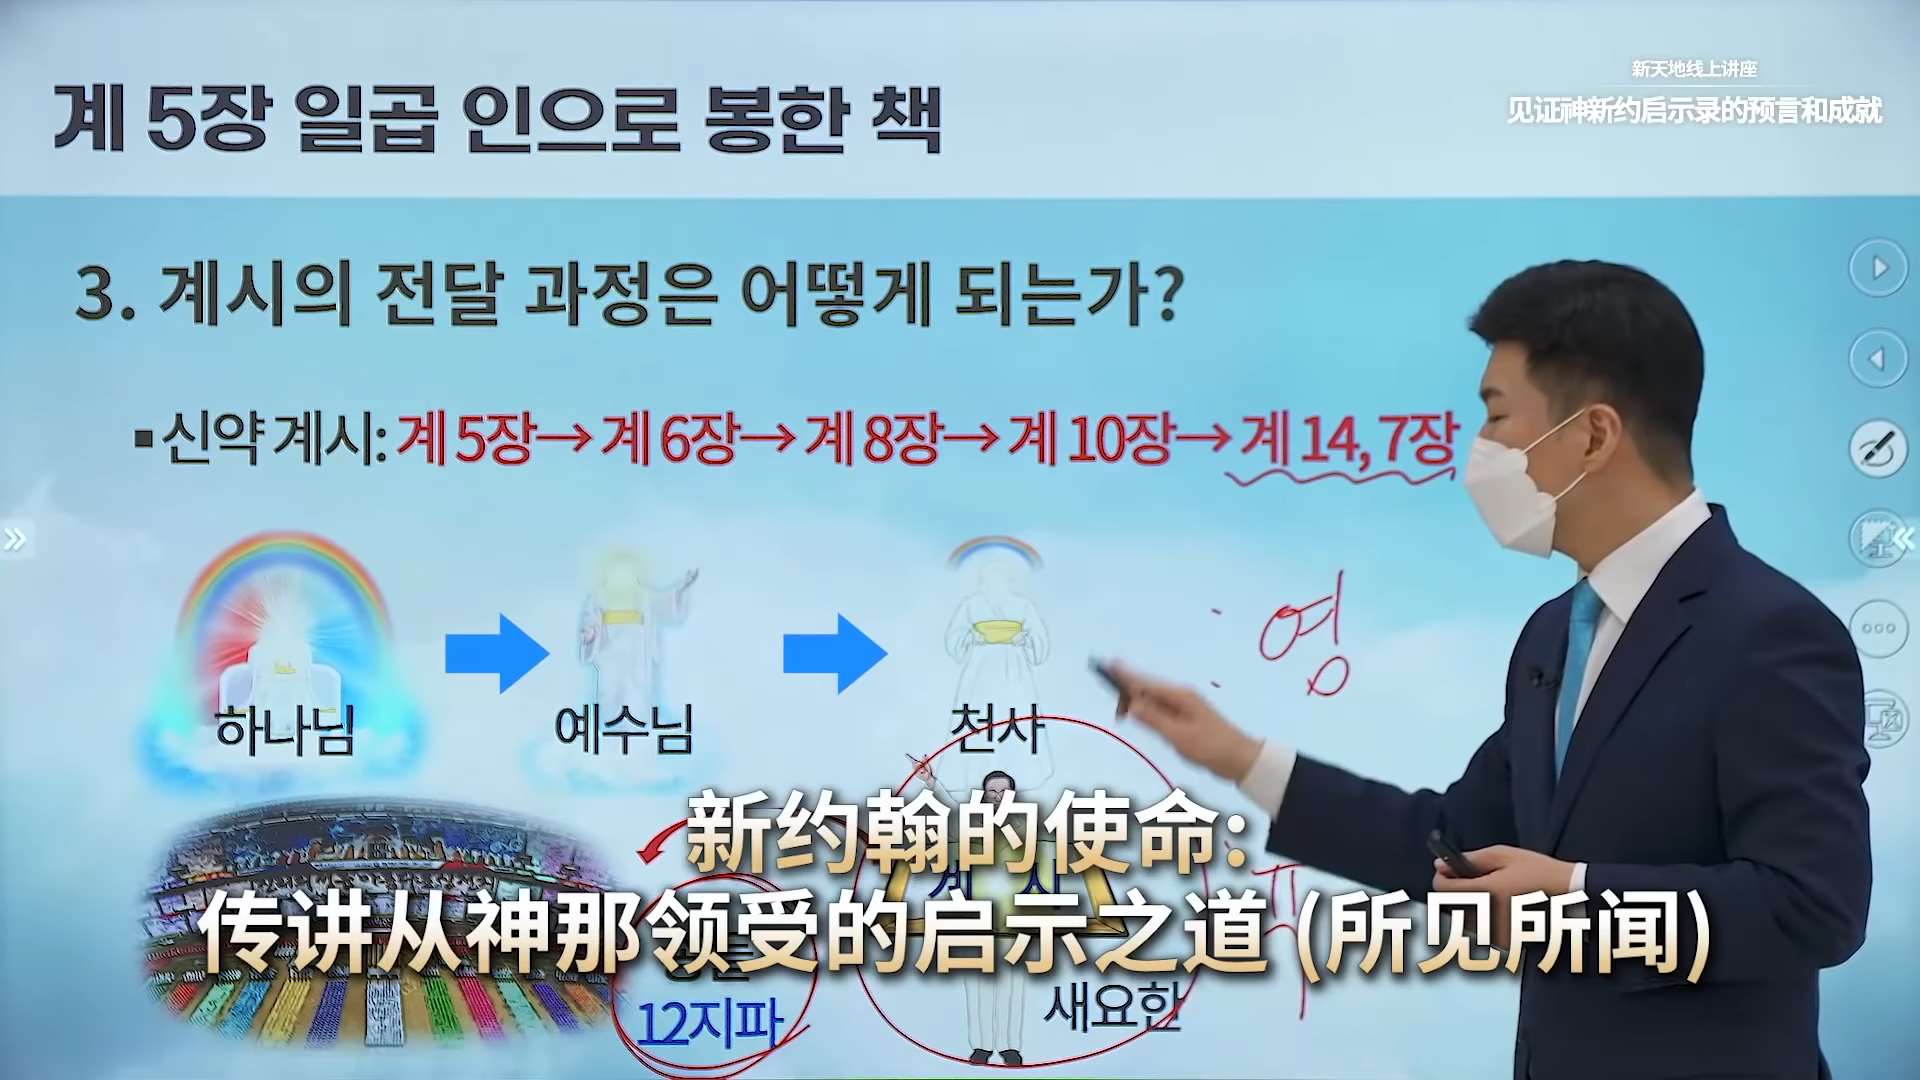 新天地线上讲座
见证神新约启示录的预言和成就
계 5장 일곱 인으로 봉한 책
3. 계시의 전달 과정은 어떻게 되는가?
▪신약 계시: 계 5장→ 계 6장→ 계 8장→ 계 10장→ 계 14, 7장
: 영
하나님
예수님
천사
新约翰的使命:
계 시
传讲从神那领受的启示之道 (所见所闻)
12지파
새요한